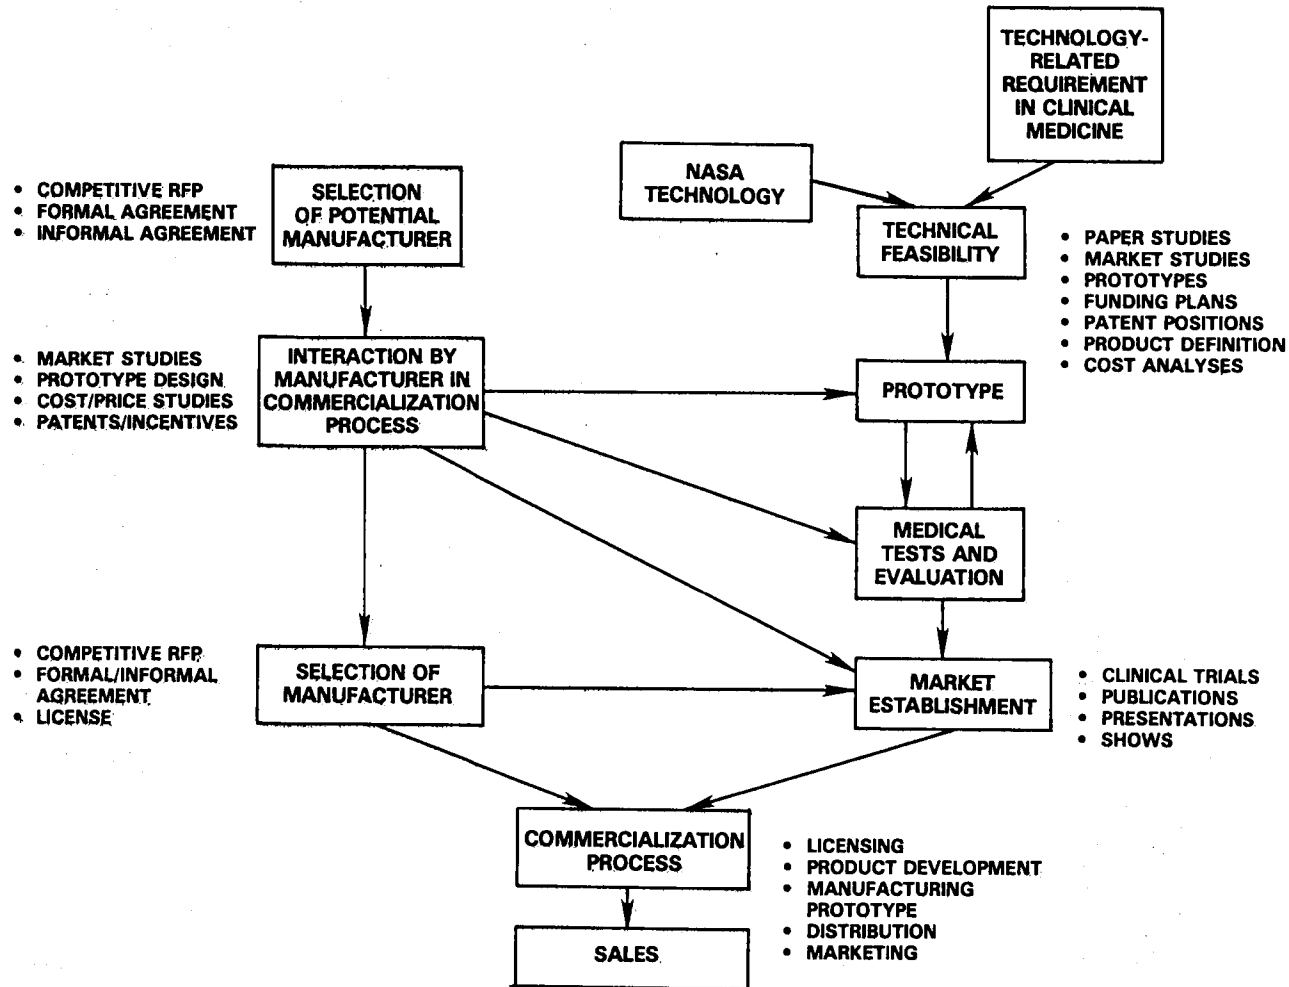 TECHNOLOGY-
RELATED
REQUIREMENT
IN CLINICAL
MEDICINE
NASA
TECHNOLOGY
• COMPETITIVE RFP
• FORMAL AGREEMENT
• INFORMAL AGREEMENT
SELECTION
OF POTENTIAL
MANUFACTURER
TECHNICAL
FEASIBILITY
• PAPER STUDIES
• MARKET STUDIES
• PROTOTYPES
• FUNDING PLANS
• PATENT POSITIONS
• PRODUCT DEFINITION
• COST ANALYSES
• MARKET STUDIES
• PROTOTYPE DESIGN
• COST/PRICE STUDIES
• PATENTS/INCENTIVES
INTERACTION BY
MANUFACTURER IN
COMMERCIALIZATION
PROCESS
PROTOTYPE
MEDICAL
TESTS AND
EVALUATION
• COMPETITIVE RFP
• FORMAL/INFORMAL
AGREEMENT
• LICENSE
SELECTION OF
MANUFACTURER
MARKET
ESTABLISHMENT
• CLINICAL TRIALS
• PUBLICATIONS
• PRESENTATIONS
• SHOWS
COMMERCIALIZATION
PROCESS
• LICENSING
• PRODUCT DEVELOPMENT
• MANUFACTURING
PROTOTYPE
• DISTRIBUTION
• MARKETING
SALES